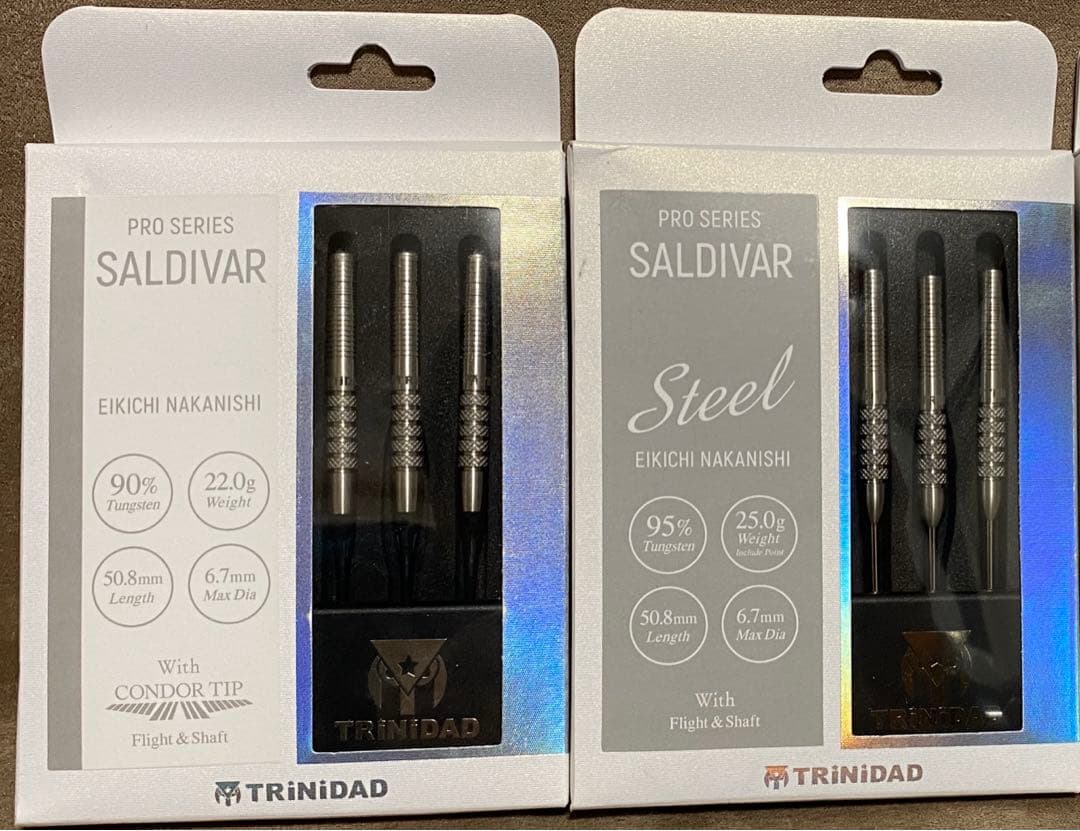 PRO SERIES
SALDIVAR
EIKICHI NAKANISHI
90%
Tungsten
22.0g
Weight
50.8mm
Length
6.7mm
Max Dia
With
CONDOR TIP
Flight & Shaft
TRiNiDAD
TRiNiDAD
PRO SERIES
SALDIVAR
Steel
EIKICHI NAKANISHI
95%
Tungsten
25.0g
Weight
Include Point
50.8mm
Length
6.7mm
Max Dia
With
Flight & Shaft
TRiNiDAD
TRiNiDAD